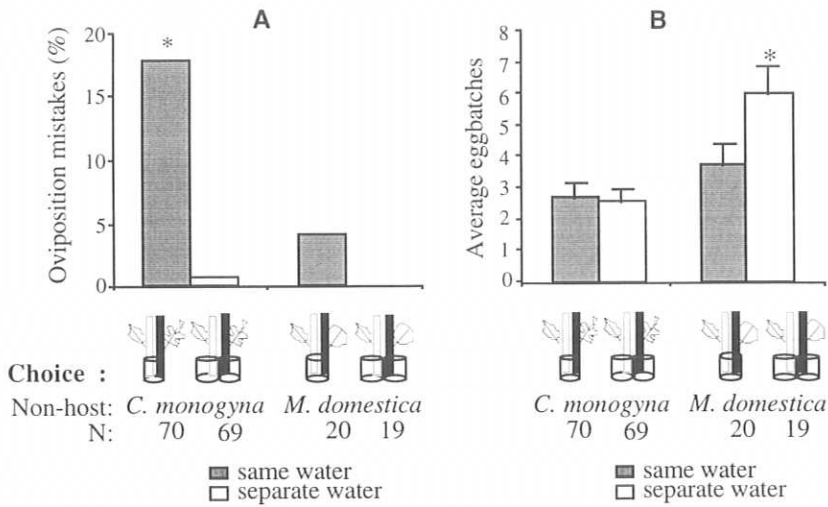 A
B
Oviposition mistakes (%)
20
15
10
5
0
*
Average eggbatches
8
7
6
5
4
3
2
1
0
*
Choice :
Non-host: C. monogyna M. domestica
N: 70 69 20 19
same water
separate water
C. monogyna M. domestica
70 69 20 19
same water
separate water